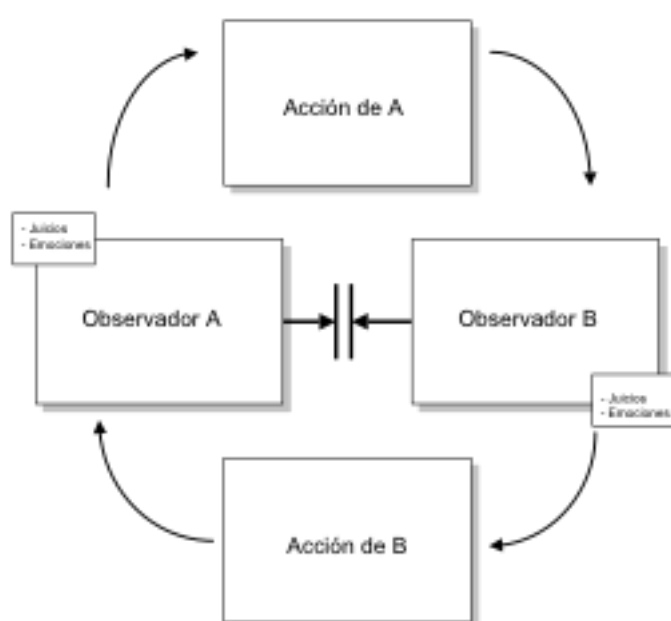 Acción de A
- Juicios
- Emociones
Observador A
Observador B
- Juicios
- Emociones
Acción de B